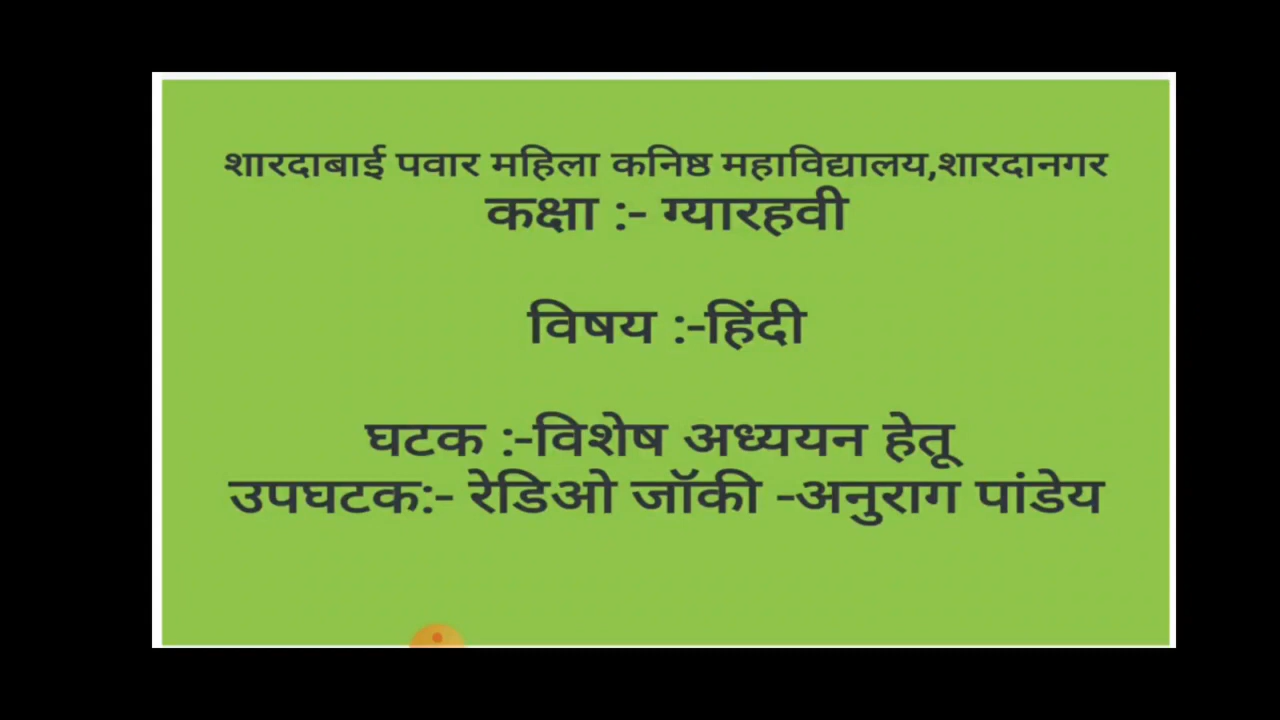 शारदाबाई पवार महिला कनिष्ठ महाविद्यालय,शारदानगर
कक्षा :- ग्यारहवी
विषय :-हिंदी
घटक :-विशेष अध्ययन हेतू
उपघटक:- रेडिओ जॉकी -अनुराग पांडेय